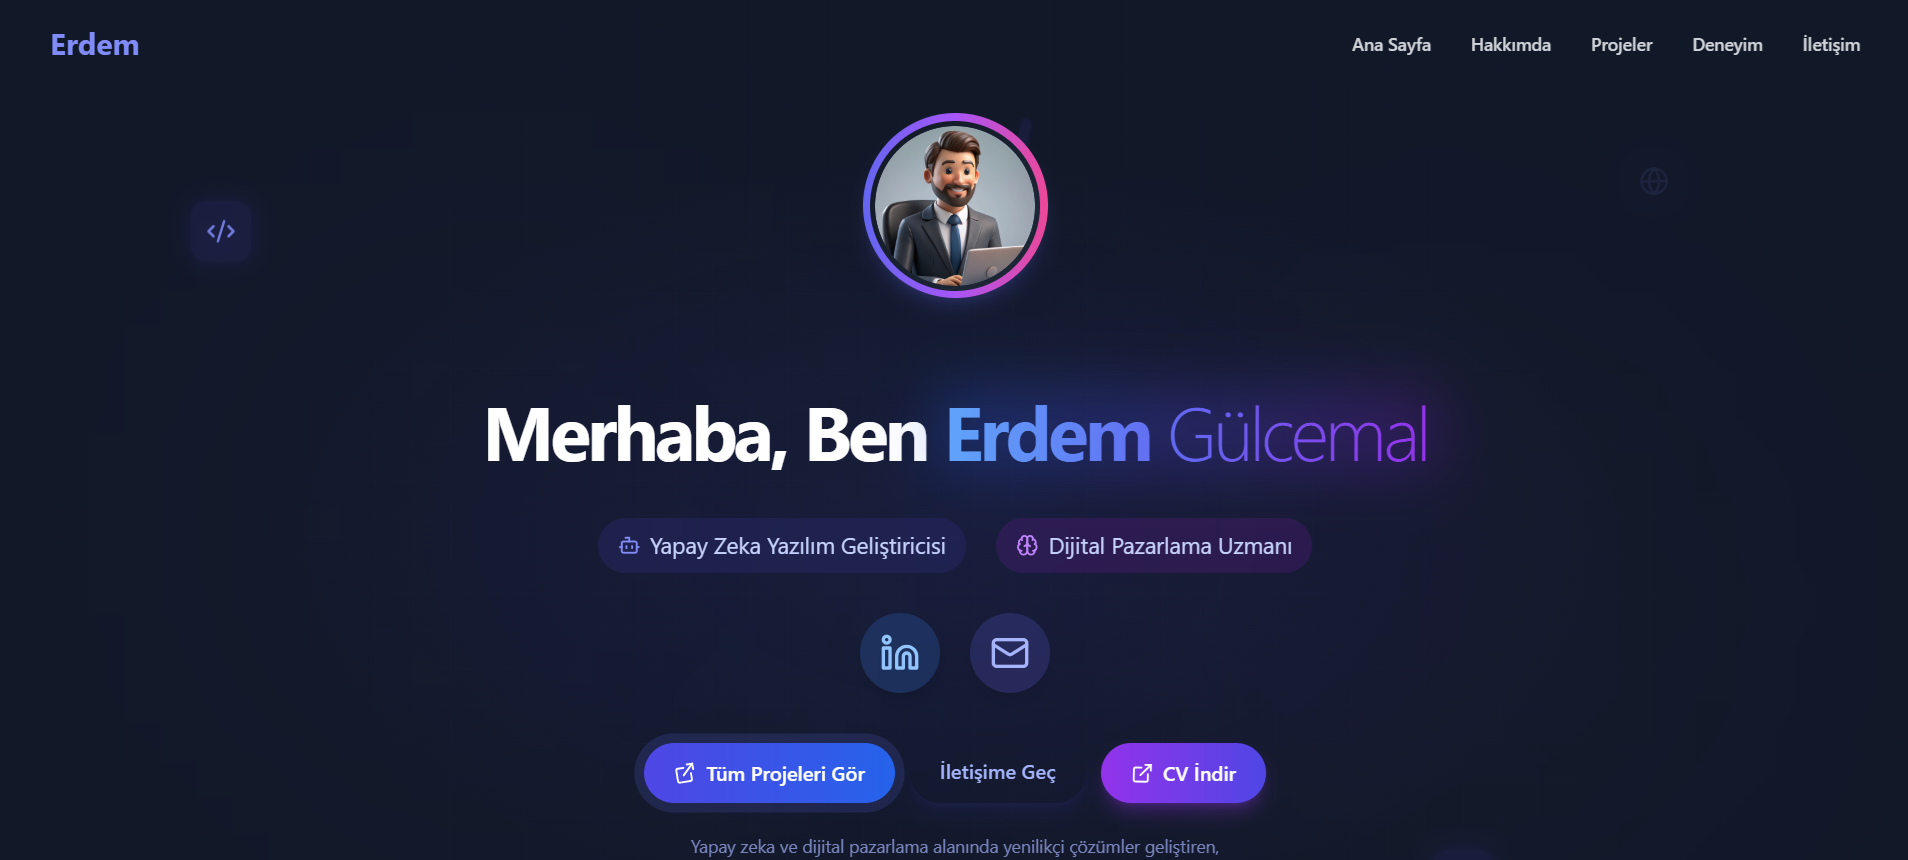 Erdem
Ana Sayfa
Hakkımda
Projeler
Deneyim
İletişim
Merhaba, Ben Erdem Gülcemal
Yapay Zeka Yazılım Geliştiricisi
Dijital Pazarlama Uzmanı
Tüm Projeleri Gör
İletişime Geç
CV İndir
Yapay zeka ve dijital pazarlama alanında yenilikçi çözümler geliştiren,